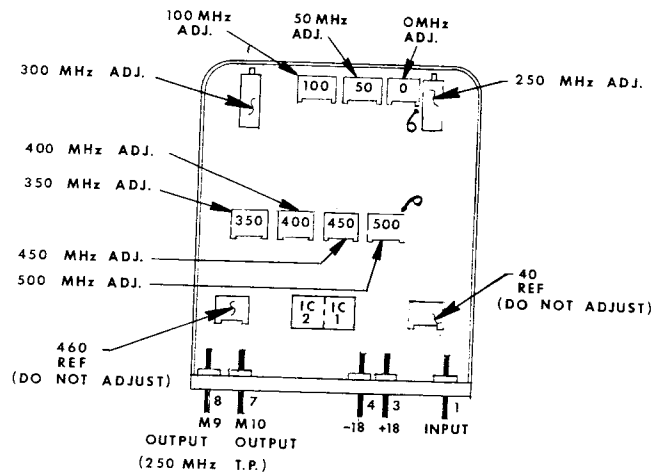 100 MHz
ADJ.
50 MHz
ADJ.
0MHz
ADJ.
300 MHz ADJ.
100
50
0
250 MHz ADJ.
400 MHz ADJ.
350 MHz ADJ.
350
400
450
500
450 MHz ADJ.
500 MHz ADJ.
40
REF
(DO NOT ADJUST)
IC
2
IC
1
460
REF
(DO NOT ADJUST)
8
7
4
3
1
M9
M10
-18
+18
INPUT
OUTPUT
OUTPUT
(250 MHz T.P.)